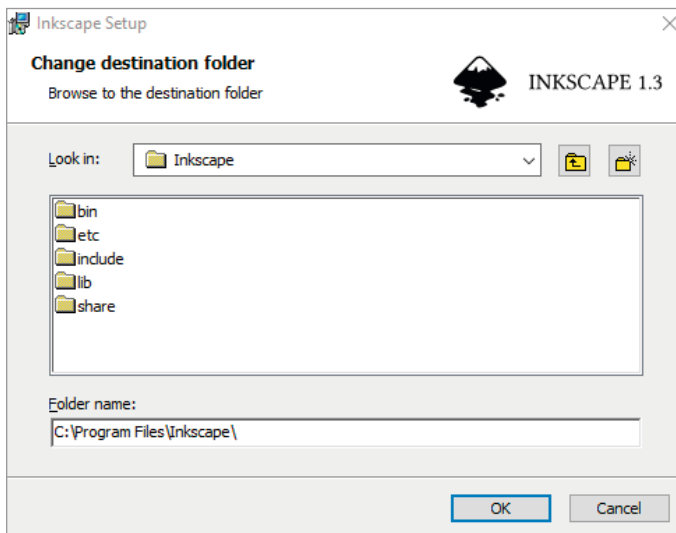 Inkscape Setup
Change destination folder
Browse to the destination folder
INKSCAPE 1.3
Look in:
Inkscape
bin
etc
include
lib
share
Folder name:
C:\Program Files\Inkscape\
OK
Cancel